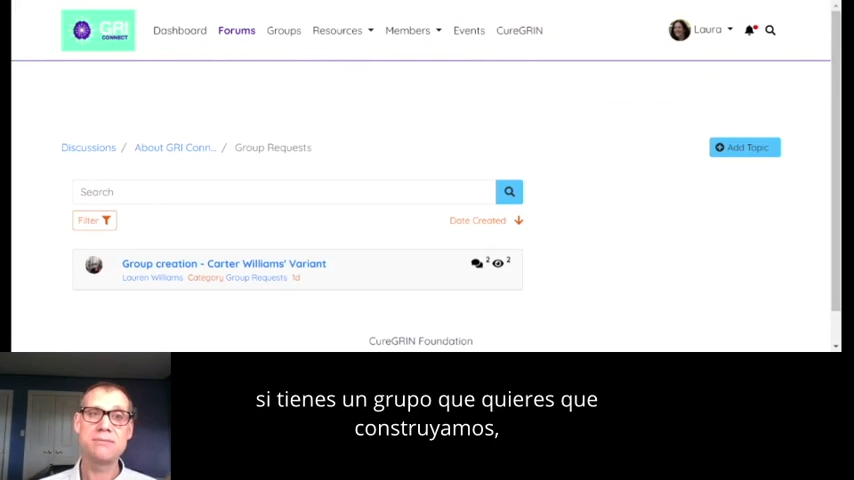 GRI
CONNECT
Dashboard Forums Groups Resources Members Events CureGRIN Laura
Discussions / About GRI Conn... / Group Requests
Add Topic
Search
Filter Date Created
Group creation - Carter Williams' Variant 2 2
Lauren Williams Category Group Requests 1d
CureGRIN Foundation
si tienes un grupo que quieres que
construyamos,